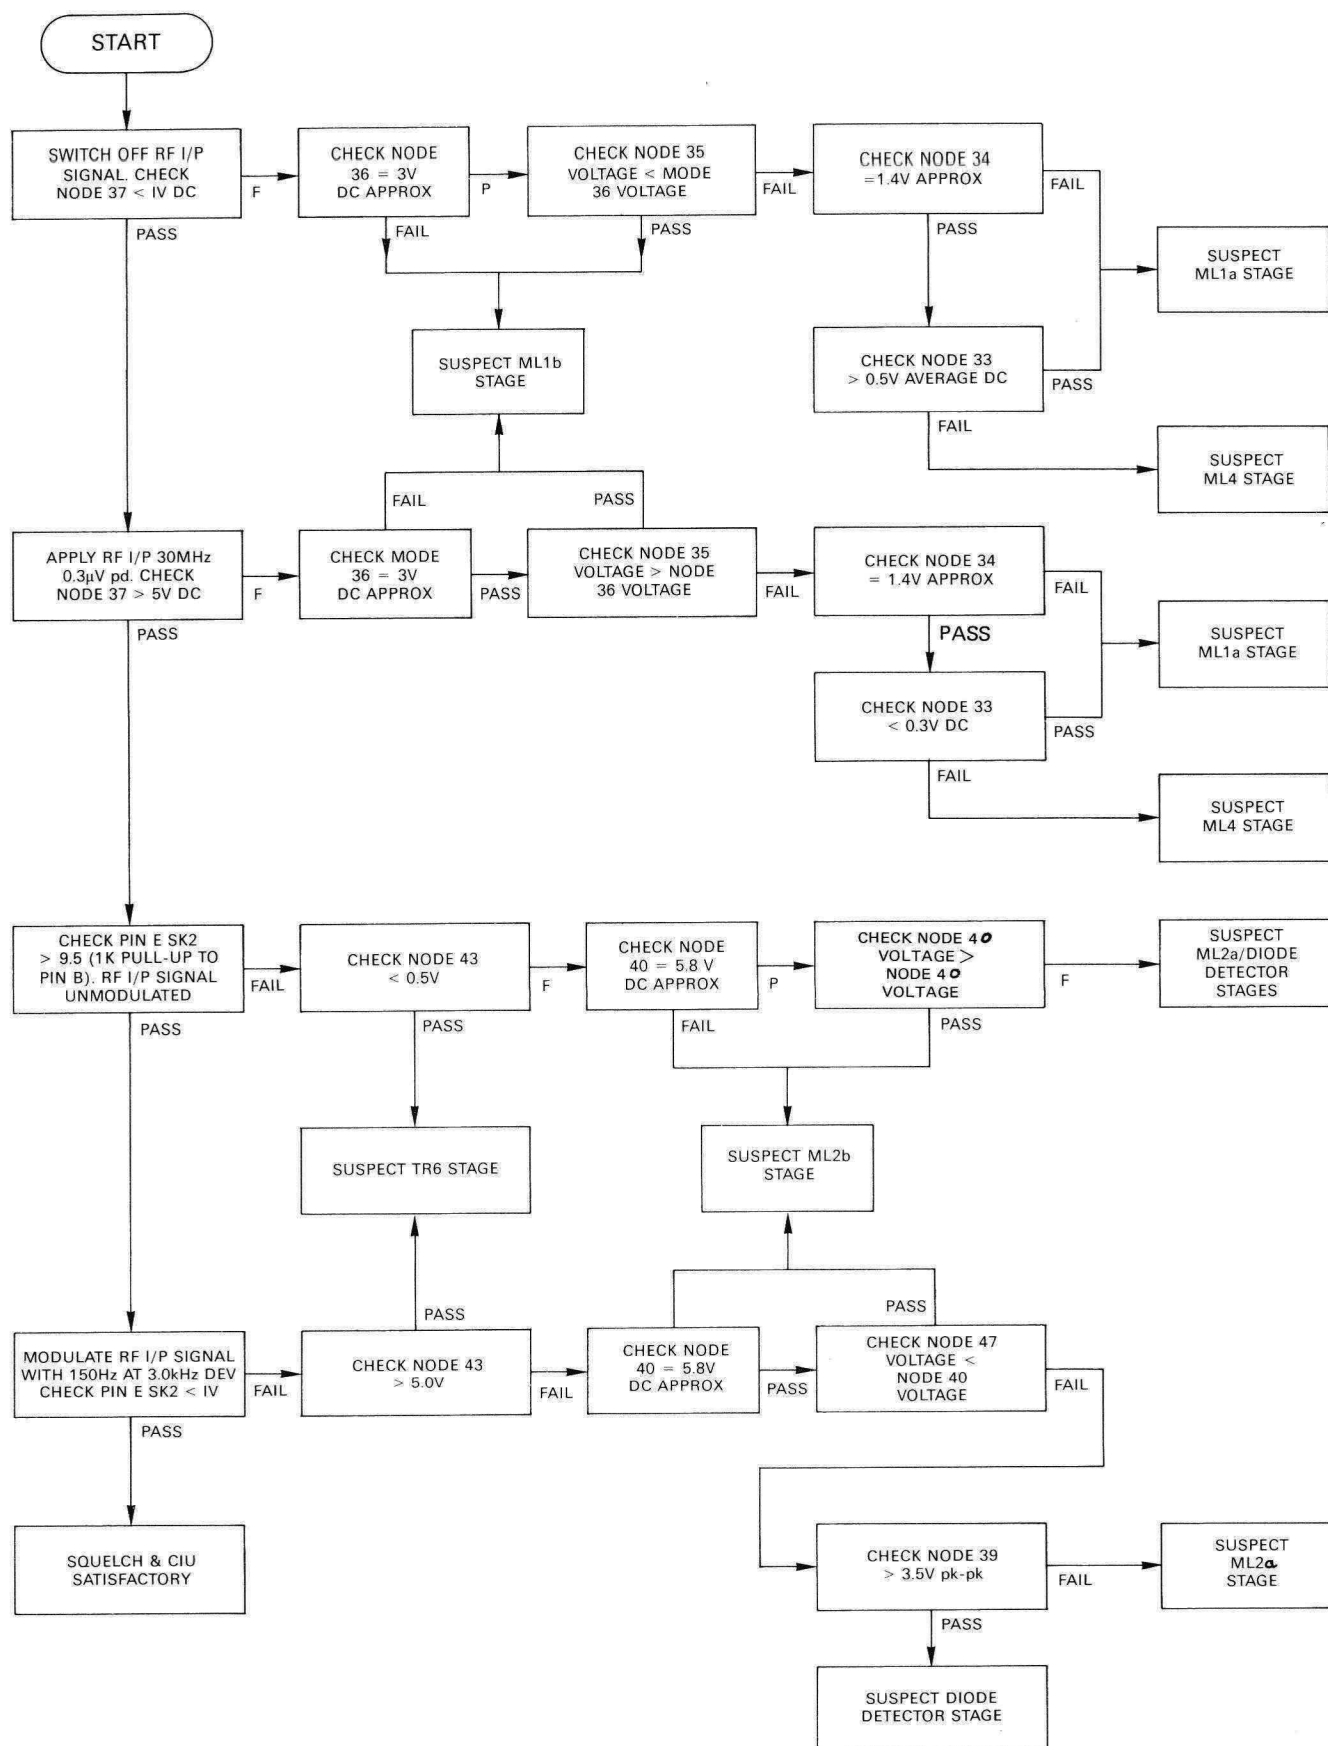 START
SWITCH OFF RF I/P
SIGNAL. CHECK
NODE 37 < IV DC
F
PASS
CHECK NODE
36 = 3V
DC APPROX
P
FAIL
CHECK NODE 35
VOLTAGE < MODE
36 VOLTAGE
FAIL
PASS
CHECK NODE 34
=1.4V APPROX
FAIL
PASS
SUSPECT
ML1a STAGE
SUSPECT ML1b
STAGE
CHECK NODE 33
> 0.5V AVERAGE DC
PASS
FAIL
SUSPECT
ML4 STAGE
FAIL
PASS
APPLY RF I/P 30MHz
0.3µV pd. CHECK
NODE 37 > 5V DC
F
PASS
CHECK MODE
36 = 3V
DC APPROX
PASS
CHECK NODE 35
VOLTAGE > NODE
36 VOLTAGE
FAIL
CHECK NODE 34
= 1.4V APPROX
FAIL
PASS
SUSPECT
ML1a STAGE
CHECK NODE 33
< 0.3V DC
PASS
FAIL
SUSPECT
ML4 STAGE
CHECK PIN E SK2
> 9.5 (1K PULL-UP TO
PIN B). RF I/P SIGNAL
UNMODULATED
FAIL
PASS
CHECK NODE 43
< 0.5V
F
PASS
CHECK NODE
40 = 5.8 V
DC APPROX
P
FAIL
CHECK NODE 40
VOLTAGE >
NODE 40
VOLTAGE
F
PASS
SUSPECT
ML2a/DIODE
DETECTOR
STAGES
SUSPECT TR6 STAGE
SUSPECT ML2b
STAGE
PASS
PASS
MODULATE RF I/P SIGNAL
WITH 150Hz AT 3.0kHz DEV
CHECK PIN E SK2 < IV
FAIL
PASS
CHECK NODE 43
> 5.0V
FAIL
CHECK NODE
40 = 5.8V
DC APPROX
PASS
CHECK NODE 47
VOLTAGE <
NODE 40
VOLTAGE
FAIL
SQUELCH & CIU
SATISFACTORY
CHECK NODE 39
> 3.5V pk-pk
FAIL
PASS
SUSPECT
ML2a
STAGE
SUSPECT DIODE
DETECTOR STAGE